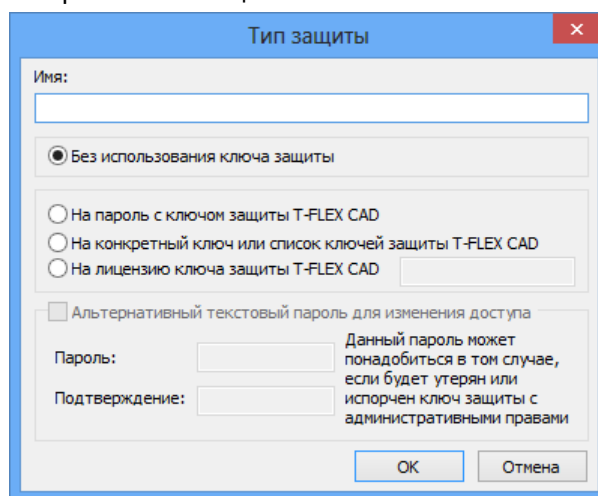 Тип защиты
Имя:
Без использования ключа защиты
На пароль с ключом защиты T-FLEX CAD
На конкретный ключ или список ключей защиты T-FLEX CAD
На лицензию ключа защиты T-FLEX CAD
Альтернативный текстовый пароль для изменения доступа
Пароль:
Подтверждение:
Данный пароль может
понадобиться в том случае,
если будет утерян или
испорчен ключ защиты с
административными правами
OK
Отмена